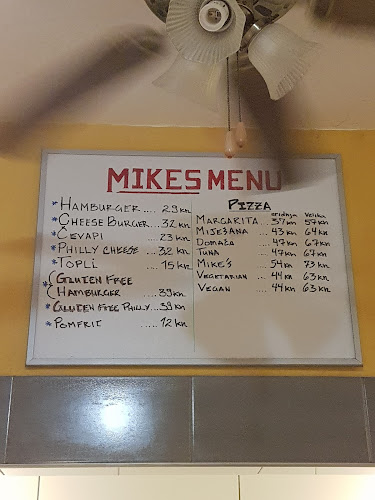 MIKES MENU
* HAMBURGER .... 29 kn
* CHEESE BURGER... 32 kn
* CEVAPI ... 23 kn
* PHILLY CHEESE ... 32 kn
* TOPLI ... 15 kn
* GLUTEN FREE
HAMBURGER ... 39 kn
* GLUTEN FREE PHILLY... 39 kn
* POMFRIT ..... 12 kn
PIZZA
srednja velika
MARGARITA ... 37 kn 57 kn
MIJEŠANA ... 43 kn 64 kn
DOMAĆA ... 47 kn 67 kn
TUNA ... 47 kn 67 kn
MIKE'S ... 54 kn 73 kn
VEGETARIAN ... 44 kn 63 kn
VEGAN ... 44 kn 63 kn